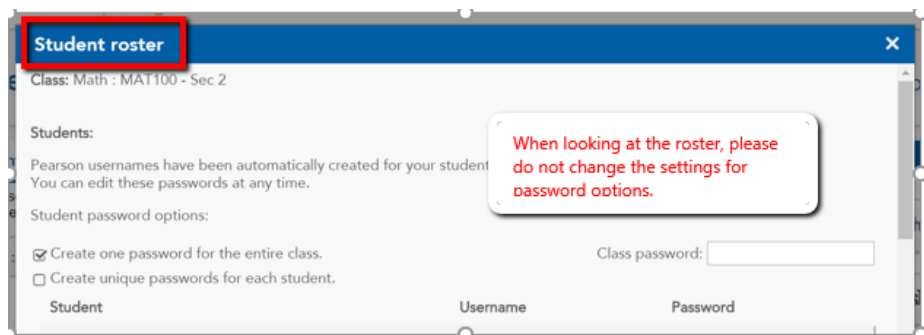 Student roster
Class: Math : MAT100 - Sec 2
Students:
Pearson usernames have been automatically created for your student
You can edit these passwords at any time.
When looking at the roster, please
do not change the settings for
password options.
Student password options:
Create one password for the entire class.
Class password:
Create unique passwords for each student.
Student Username Password